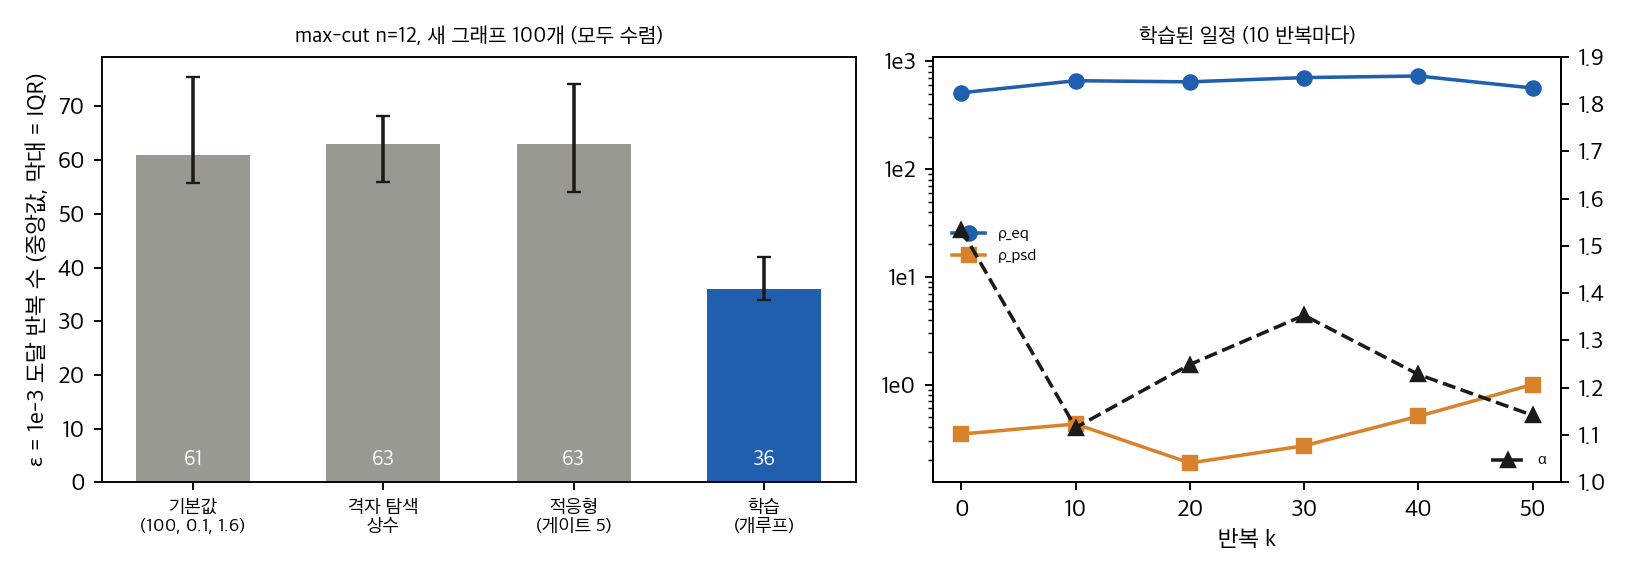 max-cut n=12, 새 그래프 100개 (모두 수렴)
ε = 1e-3 도달 반복 수 (중앙값, 막대 = IQR)
70
60
50
40
30
20
10
0
61
63
63
36
기본값
(100, 0.1, 1.6)
격자 탐색
상수
적응형
(게이트 5)
학습
(개루프)
학습된 일정 (10 반복마다)
1e3
1e2
1e1
1e0
ρ_eq
ρ_psd
α
1.9
1.8
1.7
1.6
1.5
1.4
1.3
1.2
1.1
1.0
0
10
20
30
40
50
반복 k